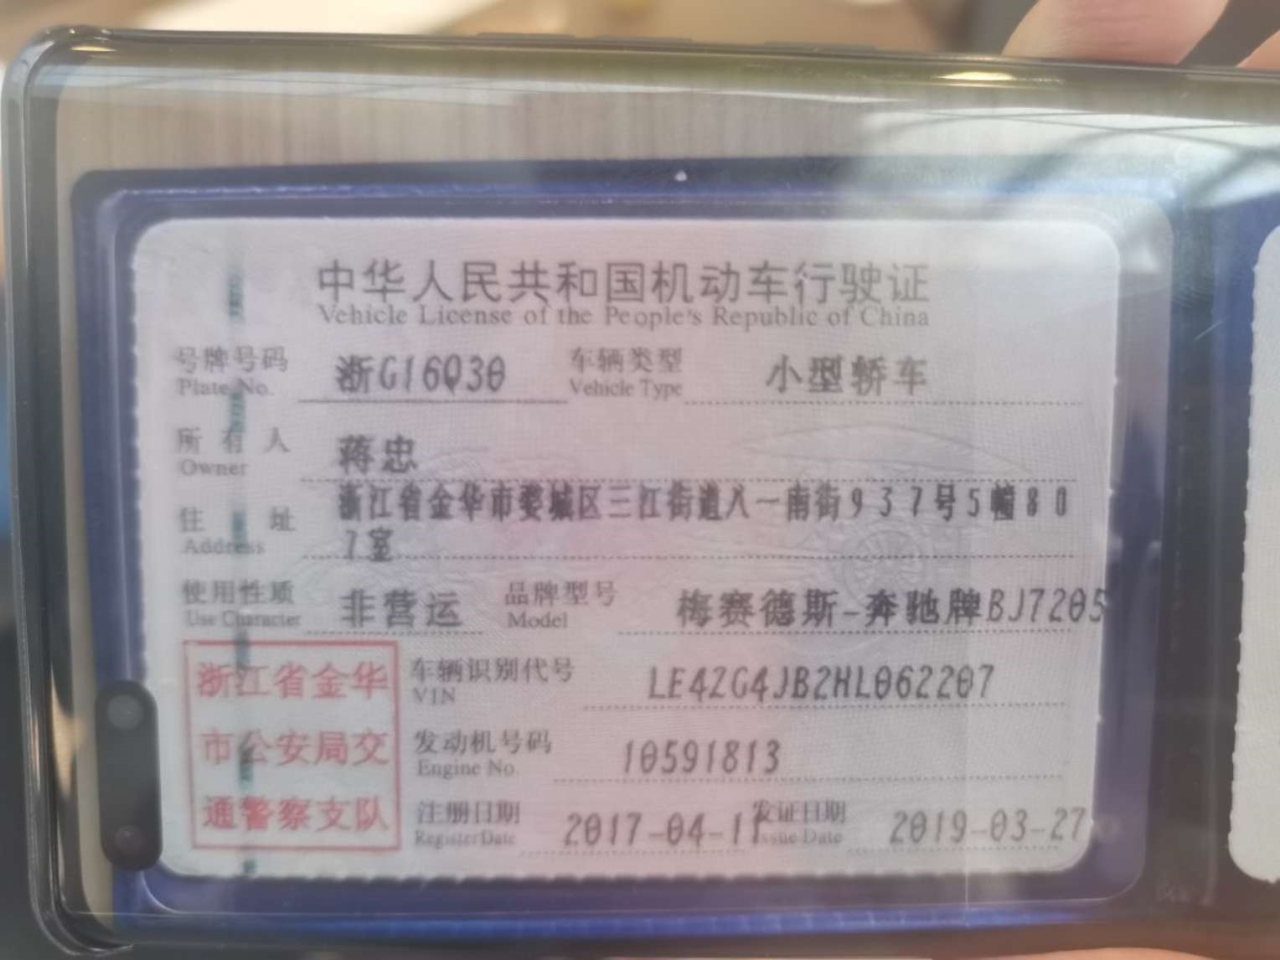 中华人民共和国机动车行驶证
Vehicle License of the People's Republic of China
号牌号码 浙G16Q30 车辆类型 小型轿车
Plate No. Vehicle Type
所有人 蒋忠
Owner
住址 浙江省金华市婺城区三江街道八一南街937号5幢80
Address 1室
使用性质 非营运 品牌型号 梅赛德斯-奔驰牌BJ7205
Use Character Model
浙江省金华 车辆识别代号 LE4ZG4JB2HL062207
VIN
市公安局交 发动机号码 10591813
Engine No.
通警察支队 注册日期 2017-04-11 发证日期 2019-03-27
Register Date Issue Date